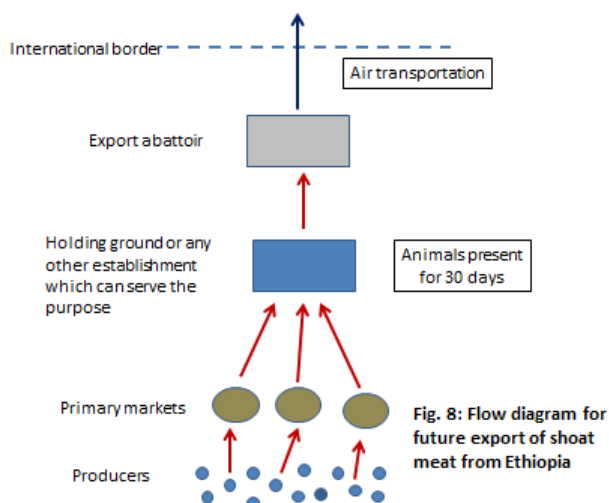 International border
Air transportation
Export abattoir
Holding ground or any
other establishment
which can serve the
purpose
Animals present
for 30 days
Primary markets
Fig. 8: Flow diagram for
future export of shoat
meat from Ethiopia
Producers